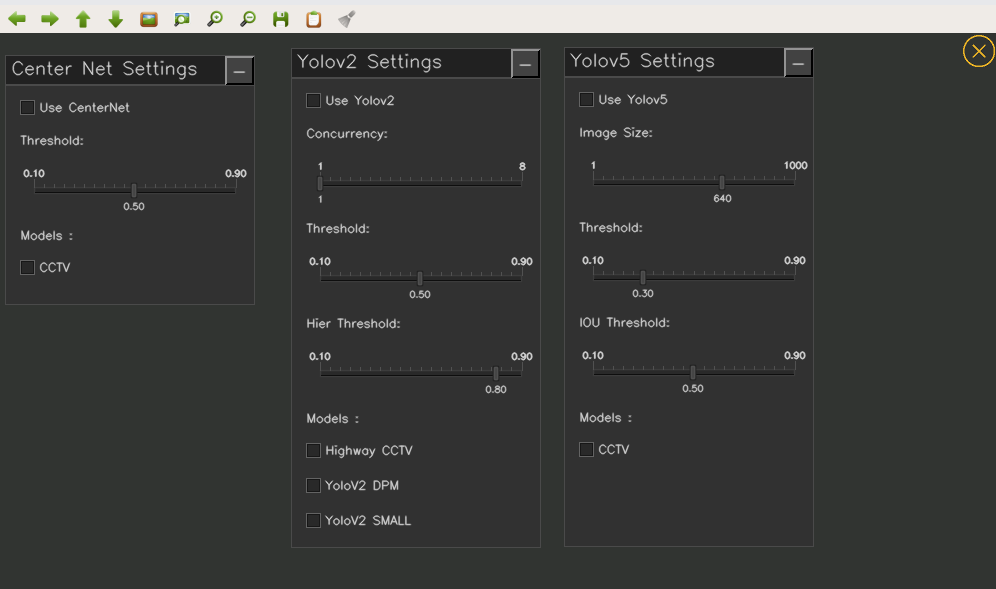 Center Net Settings
Use CenterNet
Threshold:
0.10 0.90
0.50
Models :
CCTV
Yolov2 Settings
Use Yolov2
Concurrency:
1 8
1
Threshold:
0.10 0.90
0.50
Hier Threshold:
0.10 0.90
0.80
Models :
Highway CCTV
YoloV2 DPM
YoloV2 SMALL
Yolov5 Settings
Use Yolov5
Image Size:
1 1000
640
Threshold:
0.10 0.90
0.30
IOU Threshold:
0.10 0.90
0.50
Models :
CCTV